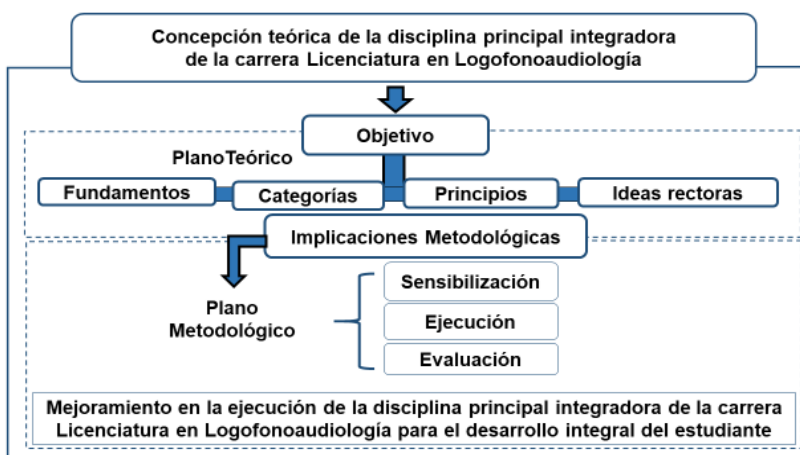 Concepción teórica de la disciplina principal integradora
de la carrera Licenciatura en Logofonoaudiología
Objetivo
PlanoTeórico
Fundamentos
Categorías
Principios
Ideas rectoras
Implicaciones Metodológicas
Plano
Metodológico
Sensibilización
Ejecución
Evaluación
Mejoramiento en la ejecución de la disciplina principal integradora de la carrera
Licenciatura en Logofonoaudiología para el desarrollo integral del estudiante